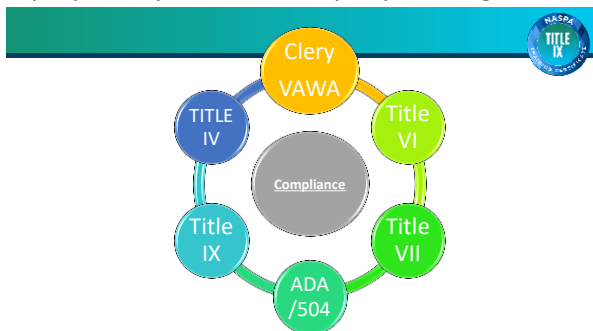 NASPA
TITLE
IX
Clery
VAWA
TITLE
IV
Title
VI
Compliance
Title
IX
Title
VII
ADA
/504